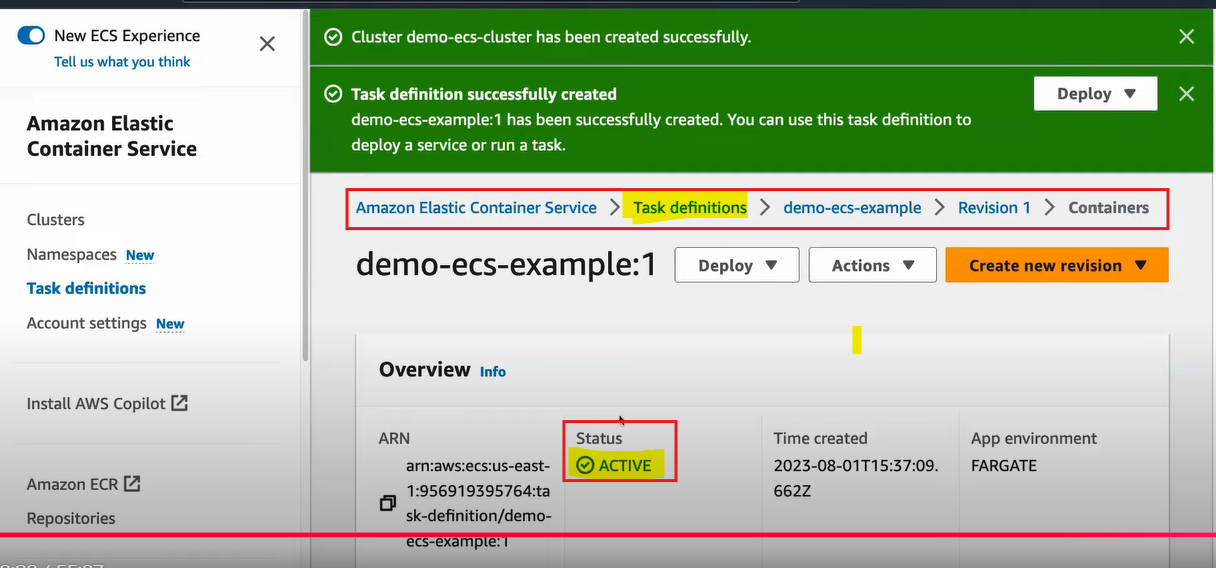 New ECS Experience
Tell us what you think
Amazon Elastic
Container Service
Clusters
Namespaces New
Task definitions
Account settings New
Install AWS Copilot
Amazon ECR
Repositories
Cluster demo-ecs-cluster has been created successfully.
Task definition successfully created
demo-ecs-example:1 has been successfully created. You can use this task definition to
deploy a service or run a task.
Deploy
Amazon Elastic Container Service > Task definitions > demo-ecs-example > Revision 1 > Containers
demo-ecs-example:1
Deploy
Actions
Create new revision
Overview Info
ARN
arn:aws:ecs:us-east-
1:956919395764:ta
sk-definition/demo-
ecs-example:1
Status
ACTIVE
Time created
2023-08-01T15:37:09.
662Z
App environment
FARGATE